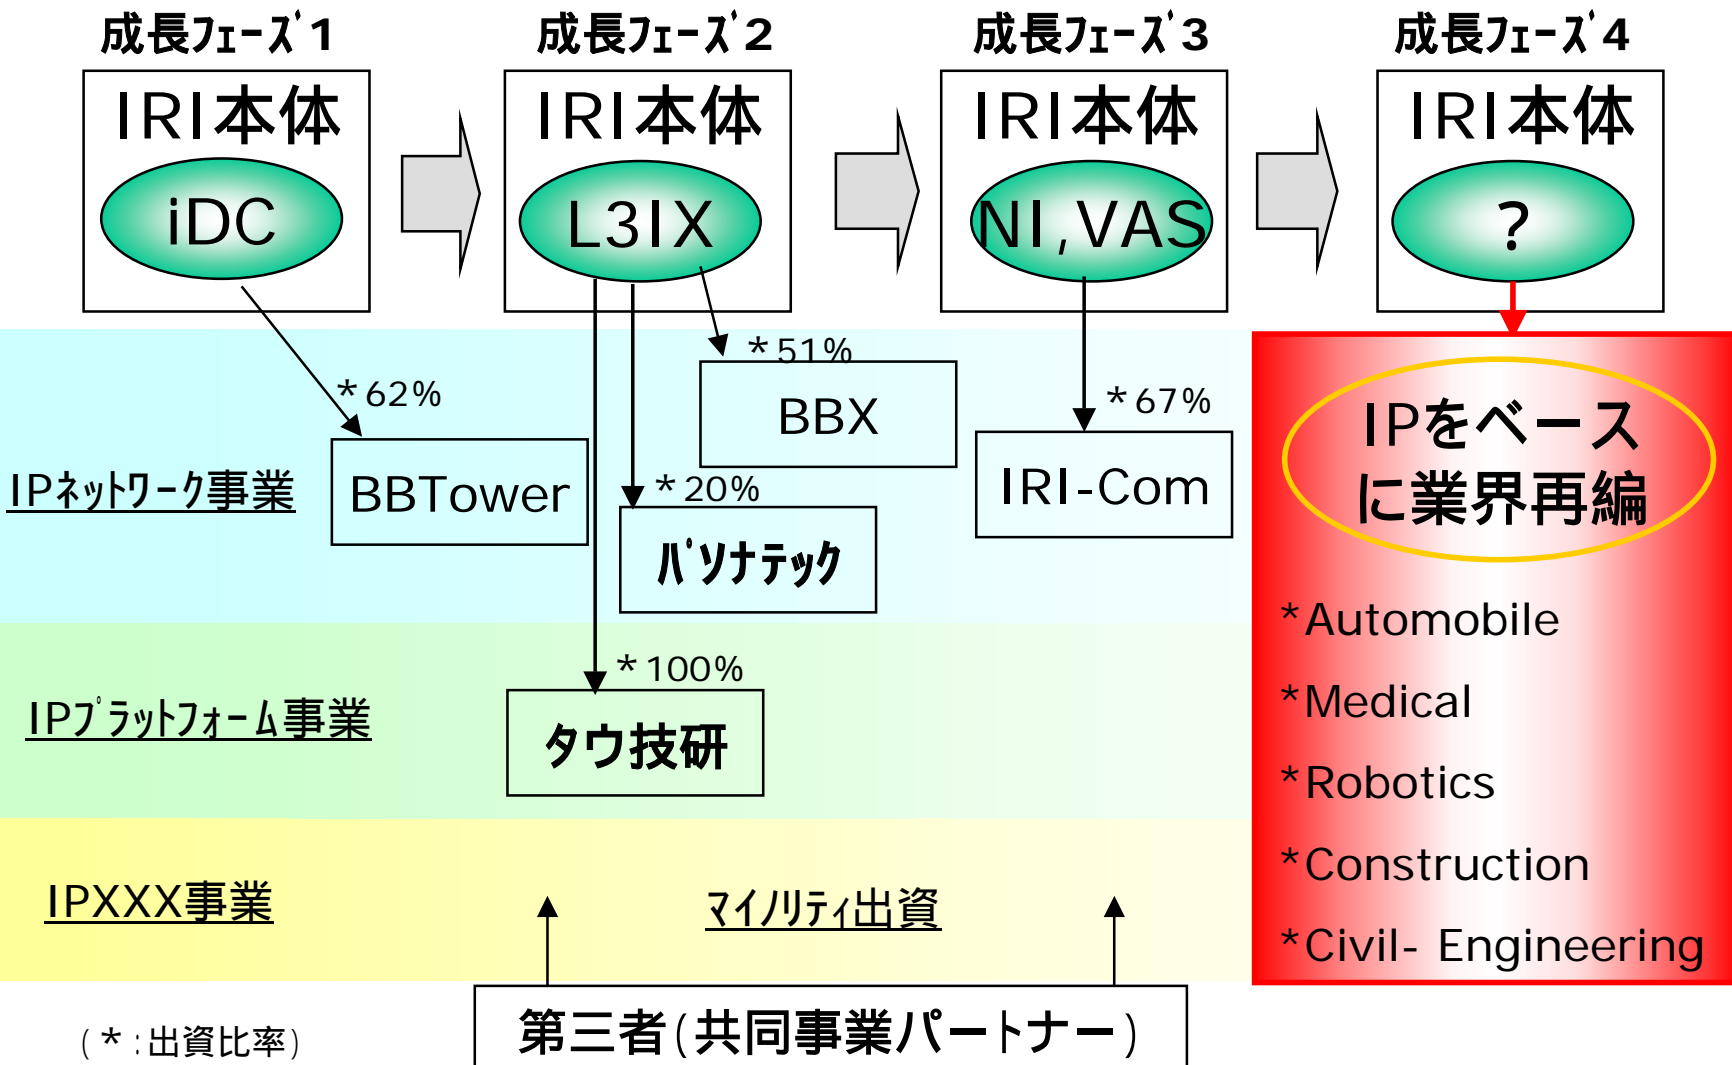 成長ﾌｪｰｽﾞ1
成長ﾌｪｰｽﾞ2
成長ﾌｪｰｽﾞ3
成長ﾌｪｰｽﾞ4
IRI本体
IRI本体
IRI本体
IRI本体
iDC
L3IX
NI,VAS
?
*62%
*51%
*67%
*20%
*100%
IPﾈｯﾄﾜｰｸ事業
BBTower
BBX
ﾊﾟｿﾅﾃｯｸ
IRI-Com
IPﾌﾟﾗｯﾄﾌｫｰﾑ事業
タウ技研
IPXXX事業
ﾏｲﾉﾘﾃｨ出資
IPをベース
に業界再編
*Automobile
*Medical
*Robotics
*Construction
*Civil- Engineering
(*:出資比率)
第三者(共同事業パートナー)